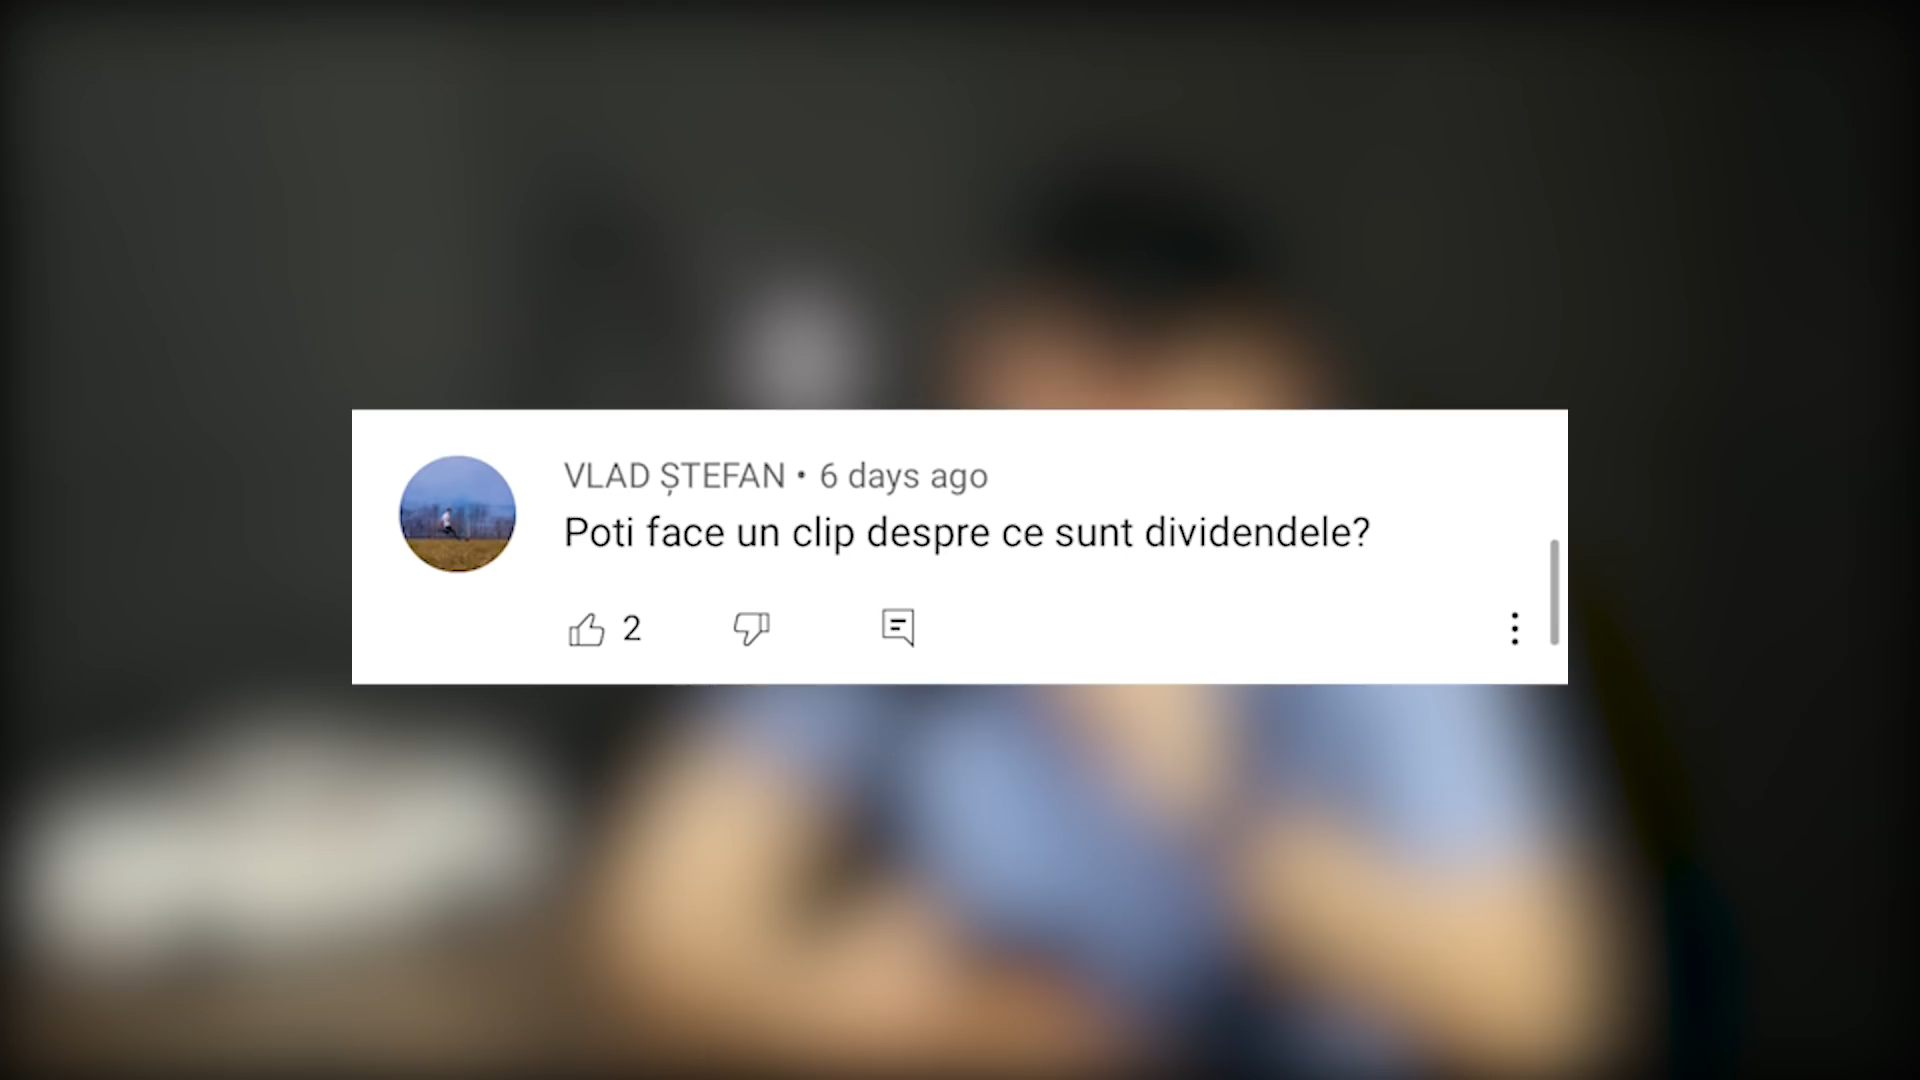 VLAD ȘTEFAN • 6 days ago
Poti face un clip despre ce sunt dividendele?
2